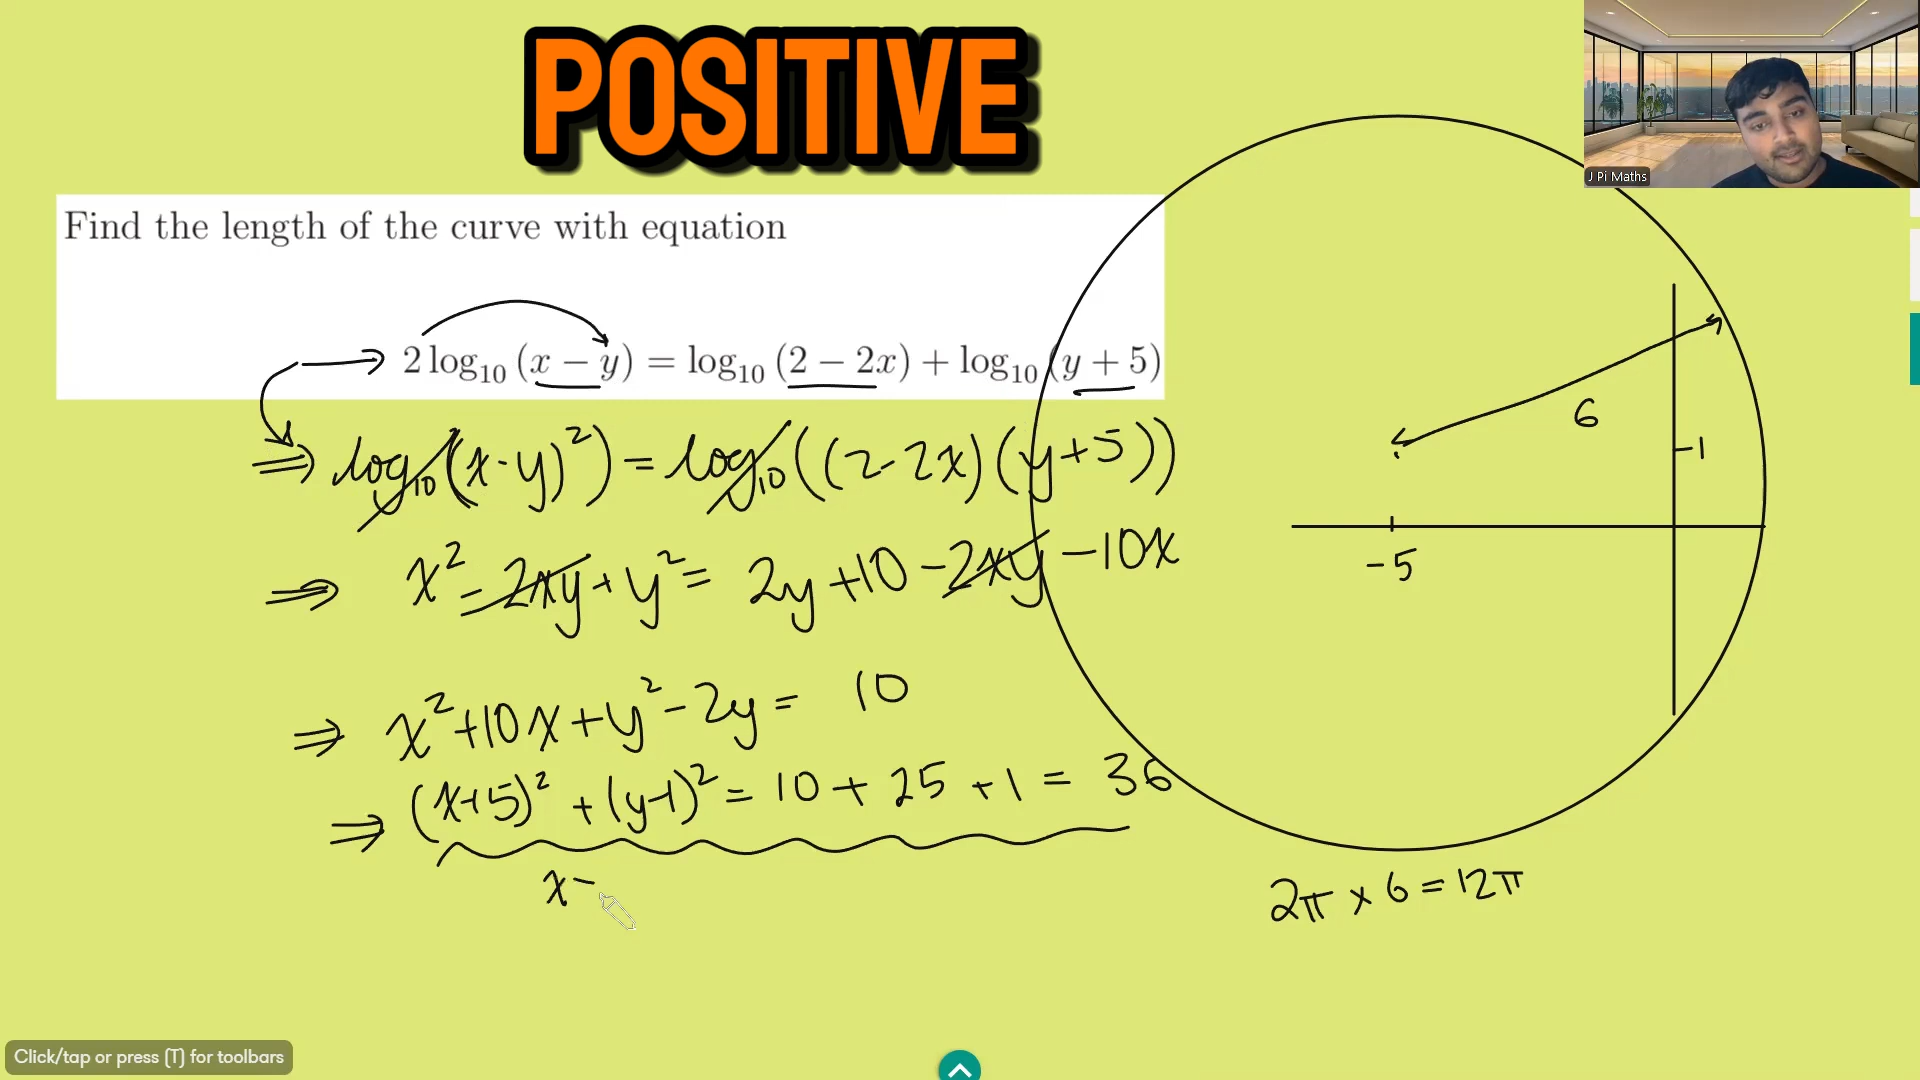 POSITIVE
J Pi Maths
Find the length of the curve with equation
2 log₁₀ (x − y) = log₁₀ (2 − 2x) + log₁₀ (y + 5)
⇒ log₁₀((x-y)²) = log₁₀((2-2x)(y+5))
⇒ x² - 2xy + y² = 2y + 10 - 2xy - 10x
⇒ x² + 10x + y² - 2y = 10
⇒ (x+5)² + (y-1)² = 10 + 25 + 1 = 36
x -
6
1
-5
2π × 6 = 12π
Click/tap or press (T) for toolbars